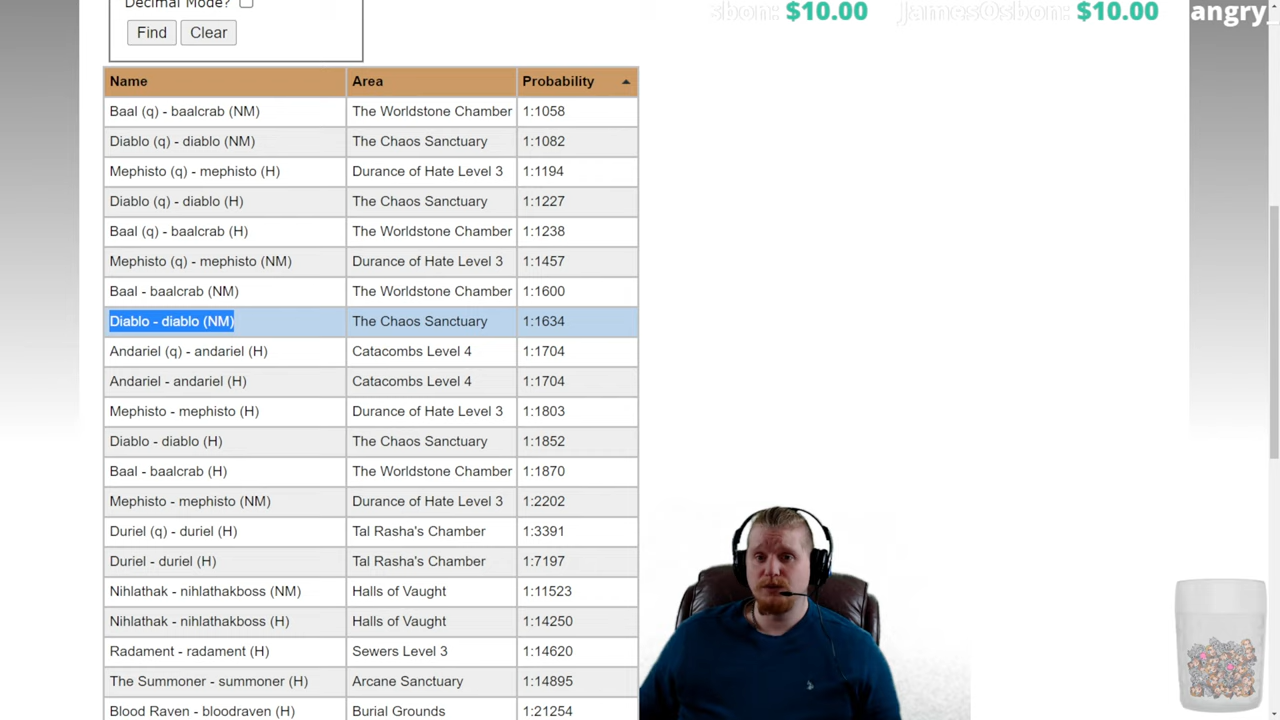 Decimal Mode?
sbon: $10.00 JamesOsbon: $10.00 angry_
Find Clear
Name Area Probability
Baal (q) - baalcrab (NM) The Worldstone Chamber 1:1058
Diablo (q) - diablo (NM) The Chaos Sanctuary 1:1082
Mephisto (q) - mephisto (H) Durance of Hate Level 3 1:1194
Diablo (q) - diablo (H) The Chaos Sanctuary 1:1227
Baal (q) - baalcrab (H) The Worldstone Chamber 1:1238
Mephisto (q) - mephisto (NM) Durance of Hate Level 3 1:1457
Baal - baalcrab (NM) The Worldstone Chamber 1:1600
Diablo - diablo (NM) The Chaos Sanctuary 1:1634
Andariel (q) - andariel (H) Catacombs Level 4 1:1704
Andariel - andariel (H) Catacombs Level 4 1:1704
Mephisto - mephisto (H) Durance of Hate Level 3 1:1803
Diablo - diablo (H) The Chaos Sanctuary 1:1852
Baal - baalcrab (H) The Worldstone Chamber 1:1870
Mephisto - mephisto (NM) Durance of Hate Level 3 1:2202
Duriel (q) - duriel (H) Tal Rasha's Chamber 1:3391
Duriel - duriel (H) Tal Rasha's Chamber 1:7197
Nihlathak - nihlathakboss (NM) Halls of Vaught 1:11523
Nihlathak - nihlathakboss (H) Halls of Vaught 1:14250
Radament - radament (H) Sewers Level 3 1:14620
The Summoner - summoner (H) Arcane Sanctuary 1:14895
Blood Raven - bloodraven (H) Burial Grounds 1:21254